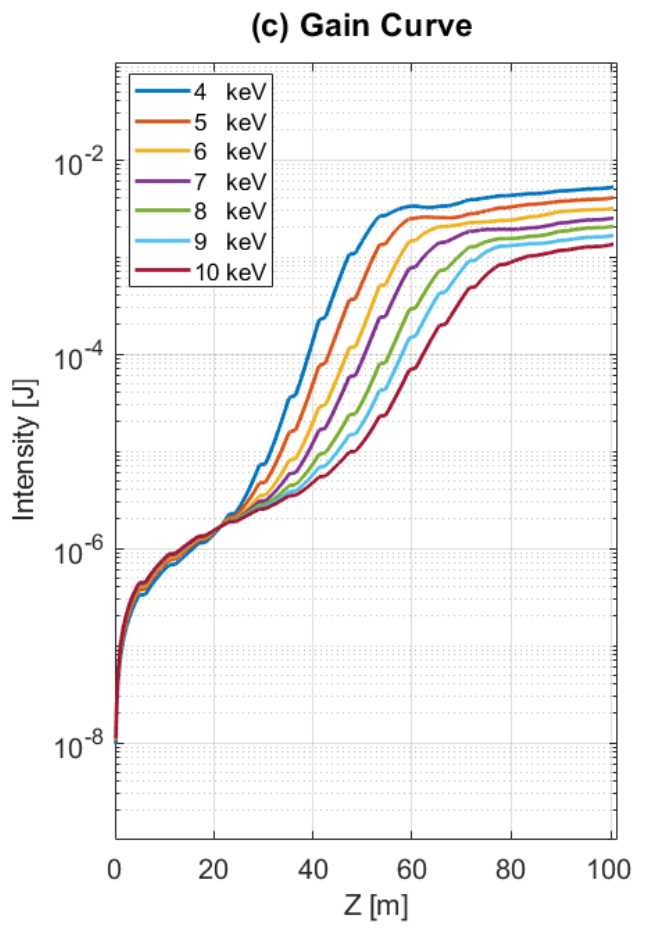 (c) Gain Curve
4 keV
5 keV
6 keV
7 keV
8 keV
9 keV
10 keV
10^-2
10^-4
10^-6
10^-8
Intensity [J]
0 20 40 60 80 100
Z [m]